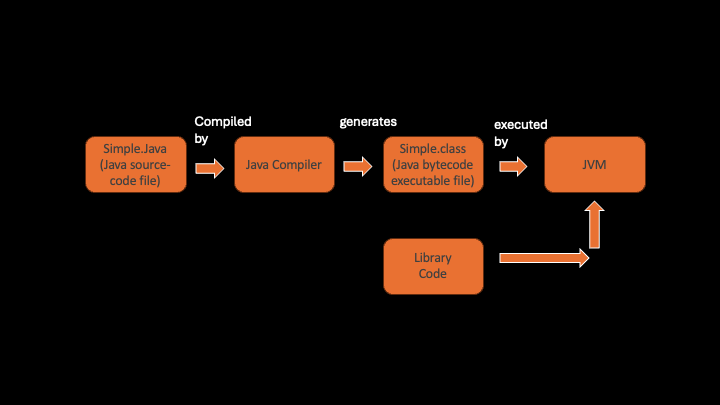 Compiled
by
generates
executed
by
Simple.Java
(Java source-
code file)
Java Compiler
Simple.class
(Java bytecode
executable file)
JVM
Library
Code